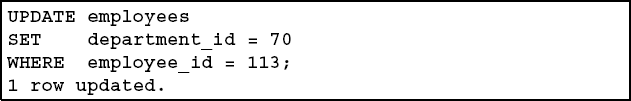 UPDATE employees
SET    department_id = 70
WHERE  employee_id = 113;
1 row updated.